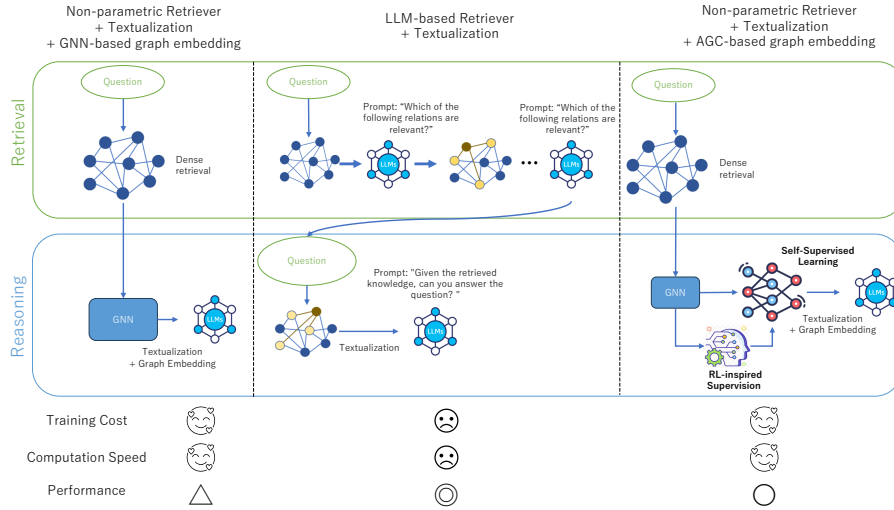 Non-parametric Retriever
+ Textualization
+ GNN-based graph embedding
LLM-based Retriever
+ Textualization
Non-parametric Retriever
+ Textualization
+ AGC-based graph embedding
Retrieval
Question
Dense
retrieval
Question
Prompt: “Which of the
following relations are
relevant?”
LLMs
Prompt: “Which of the
following relations are
relevant?”
LLMs
Question
Dense
retrieval
Reasoning
GNN
LLMs
Textualization
+ Graph Embedding
Question
Prompt: ”Given the retrieved
knowledge, can you answer the
question? ”
Textualization
LLMs
GNN
Self-Supervised
Learning
LLMs
Textualization
+ Graph Embedding
RL-inspired
Supervision
Training Cost
Computation Speed
Performance